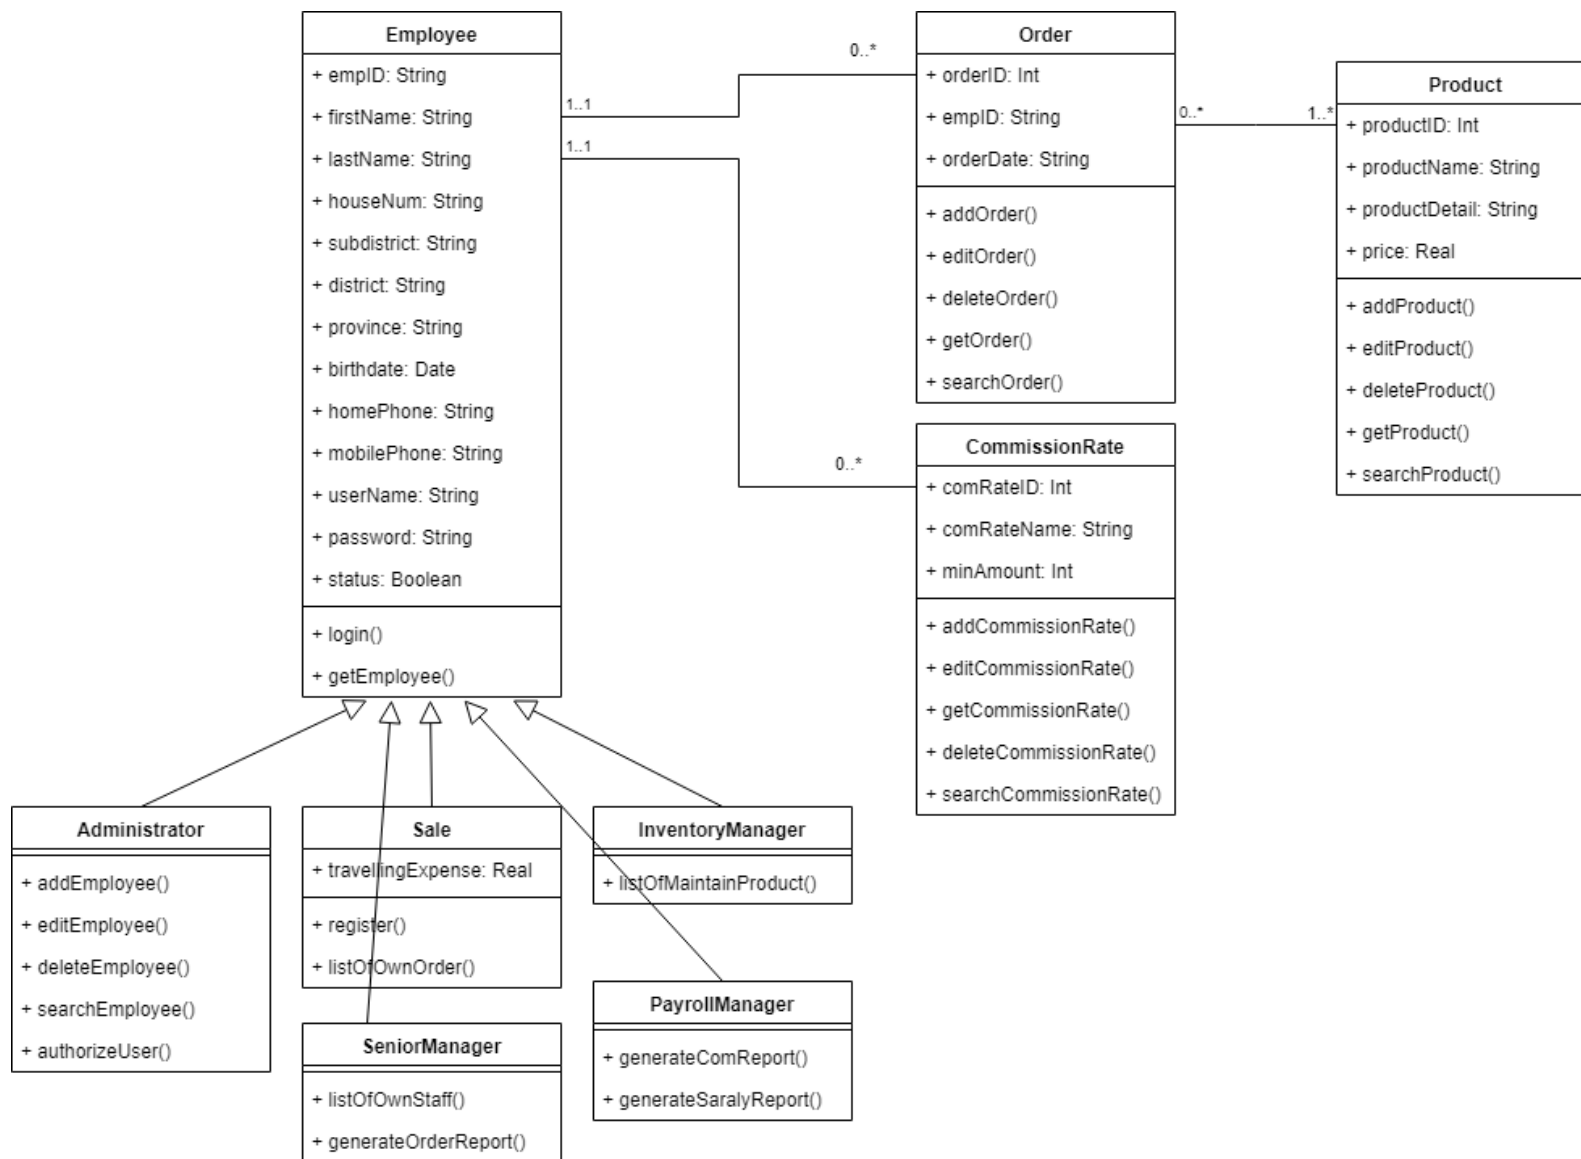 Employee
+ empID: String
+ firstName: String
+ lastName: String
+ houseNum: String
+ subdistrict: String
+ district: String
+ province: String
+ birthdate: Date
+ homePhone: String
+ mobilePhone: String
+ userName: String
+ password: String
+ status: Boolean
+ login()
+ getEmployee()
1..1
0..*
1..1
0..*
Order
+ orderID: Int
+ empID: String
+ orderDate: String
+ addOrder()
+ editOrder()
+ deleteOrder()
+ getOrder()
+ searchOrder()
0..*
1..*
Product
+ productID: Int
+ productName: String
+ productDetail: String
+ price: Real
+ addProduct()
+ editProduct()
+ deleteProduct()
+ getProduct()
+ searchProduct()
CommissionRate
+ comRateID: Int
+ comRateName: String
+ minAmount: Int
+ addCommissionRate()
+ editCommissionRate()
+ getCommissionRate()
+ deleteCommissionRate()
+ searchCommissionRate()
Administrator
+ addEmployee()
+ editEmployee()
+ deleteEmployee()
+ searchEmployee()
+ authorizeUser()
Sale
+ travellingExpense: Real
+ register()
+ listOfOwnOrder()
InventoryManager
+ listOfMaintainProduct()
SeniorManager
+ listOfOwnStaff()
+ generateOrderReport()
PayrollManager
+ generateComReport()
+ generateSaralyReport()